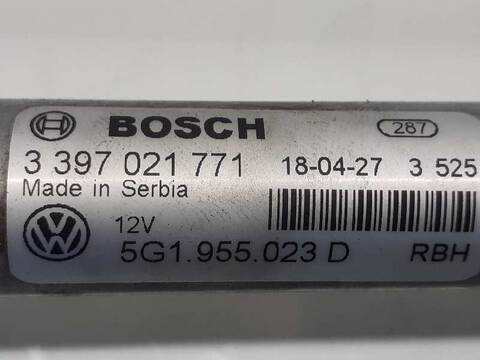 BOSCH 287
3 397 021 771 18-04-27 3 525
Made in Serbia
12V
5G1.955.023 D RBH